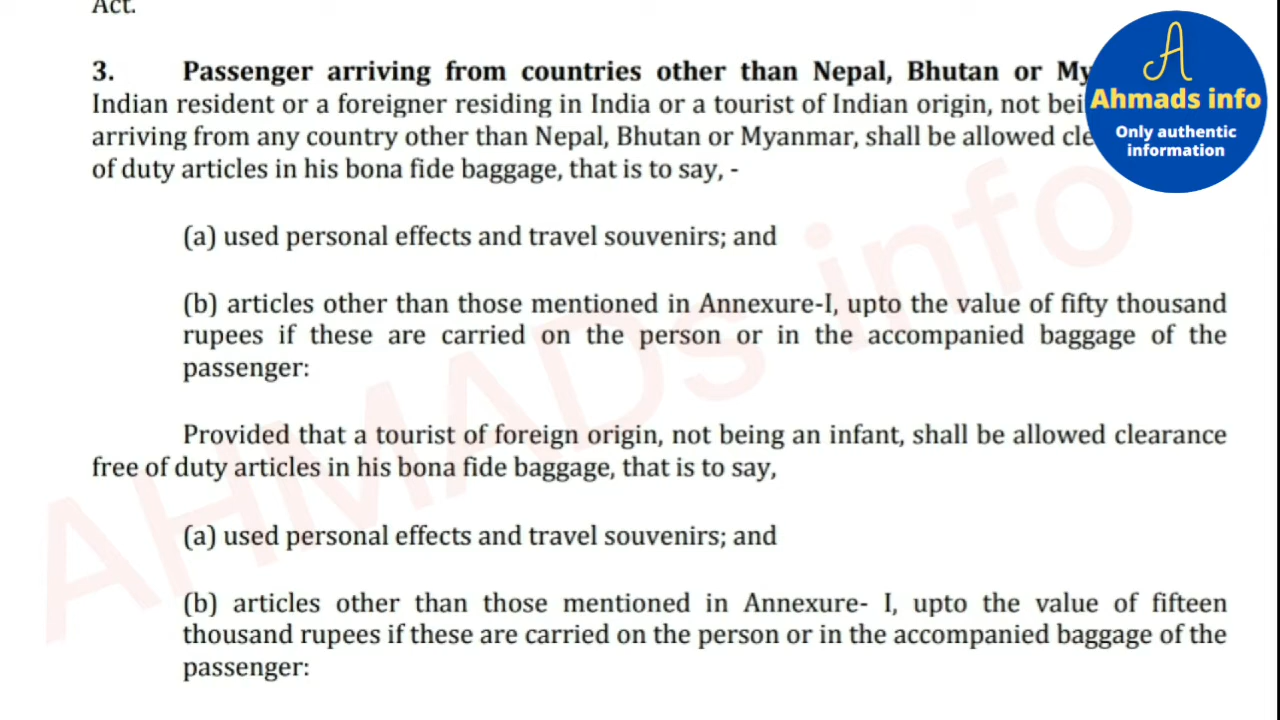 Act.
3. Passenger arriving from countries other than Nepal, Bhutan or
Indian resident or a foreigner residing in India or a tourist of Indian origin, not
arriving from any country other than Nepal, Bhutan or Myanmar, shall be allowed
of duty articles in his bona fide baggage, that is to say, -
(a) used personal effects and travel souvenirs; and
(b) articles other than those mentioned in Annexure-I, upto the value of fifty thousand
rupees if these are carried on the person or in the accompanied baggage of the
passenger:
Provided that a tourist of foreign origin, not being an infant, shall be allowed clearance
free of duty articles in his bona fide baggage, that is to say,
(a) used personal effects and travel souvenirs; and
(b) articles other than those mentioned in Annexure- I, upto the value of fifteen
thousand rupees if these are carried on the person or in the accompanied baggage of the
passenger:
A
Ahmads info
Only authentic
information
AHMADs info